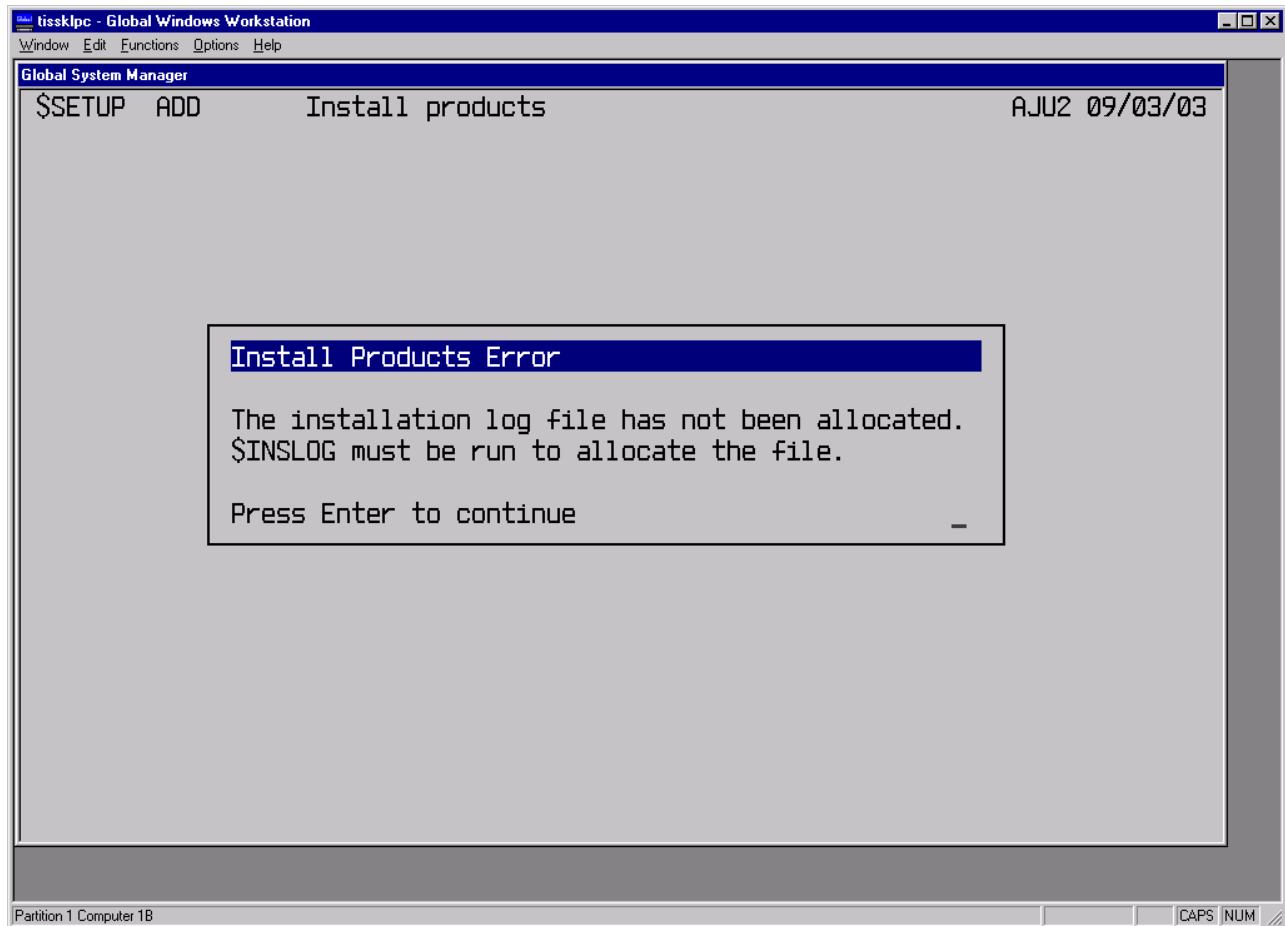 tissklpc - Global Windows Workstation
Window Edit Functions Options Help
Global System Manager
$SETUP ADD Install products AJU2 09/03/03
Install Products Error
The installation log file has not been allocated.
$INSLOG must be run to allocate the file.
Press Enter to continue _
Partition 1 Computer 1B CAPS NUM